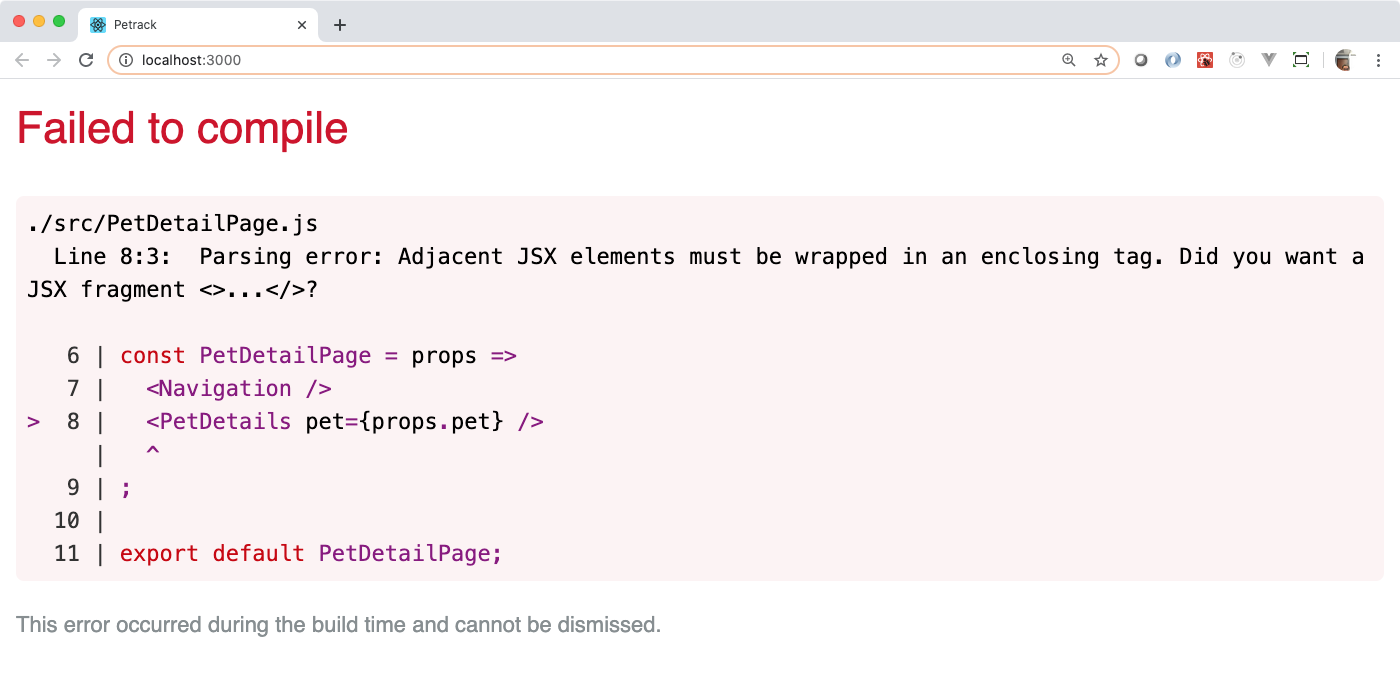 Petrack
localhost:3000
Failed to compile
./src/PetDetailPage.js
  Line 8:3:  Parsing error: Adjacent JSX elements must be wrapped in an enclosing tag. Did you want a
JSX fragment <>...</>?
   6 | const PetDetailPage = props =>
   7 |   <Navigation />
>  8 |   <PetDetails pet={props.pet} />
     |   ^
   9 | ;
  10 |
  11 | export default PetDetailPage;
This error occurred during the build time and cannot be dismissed.